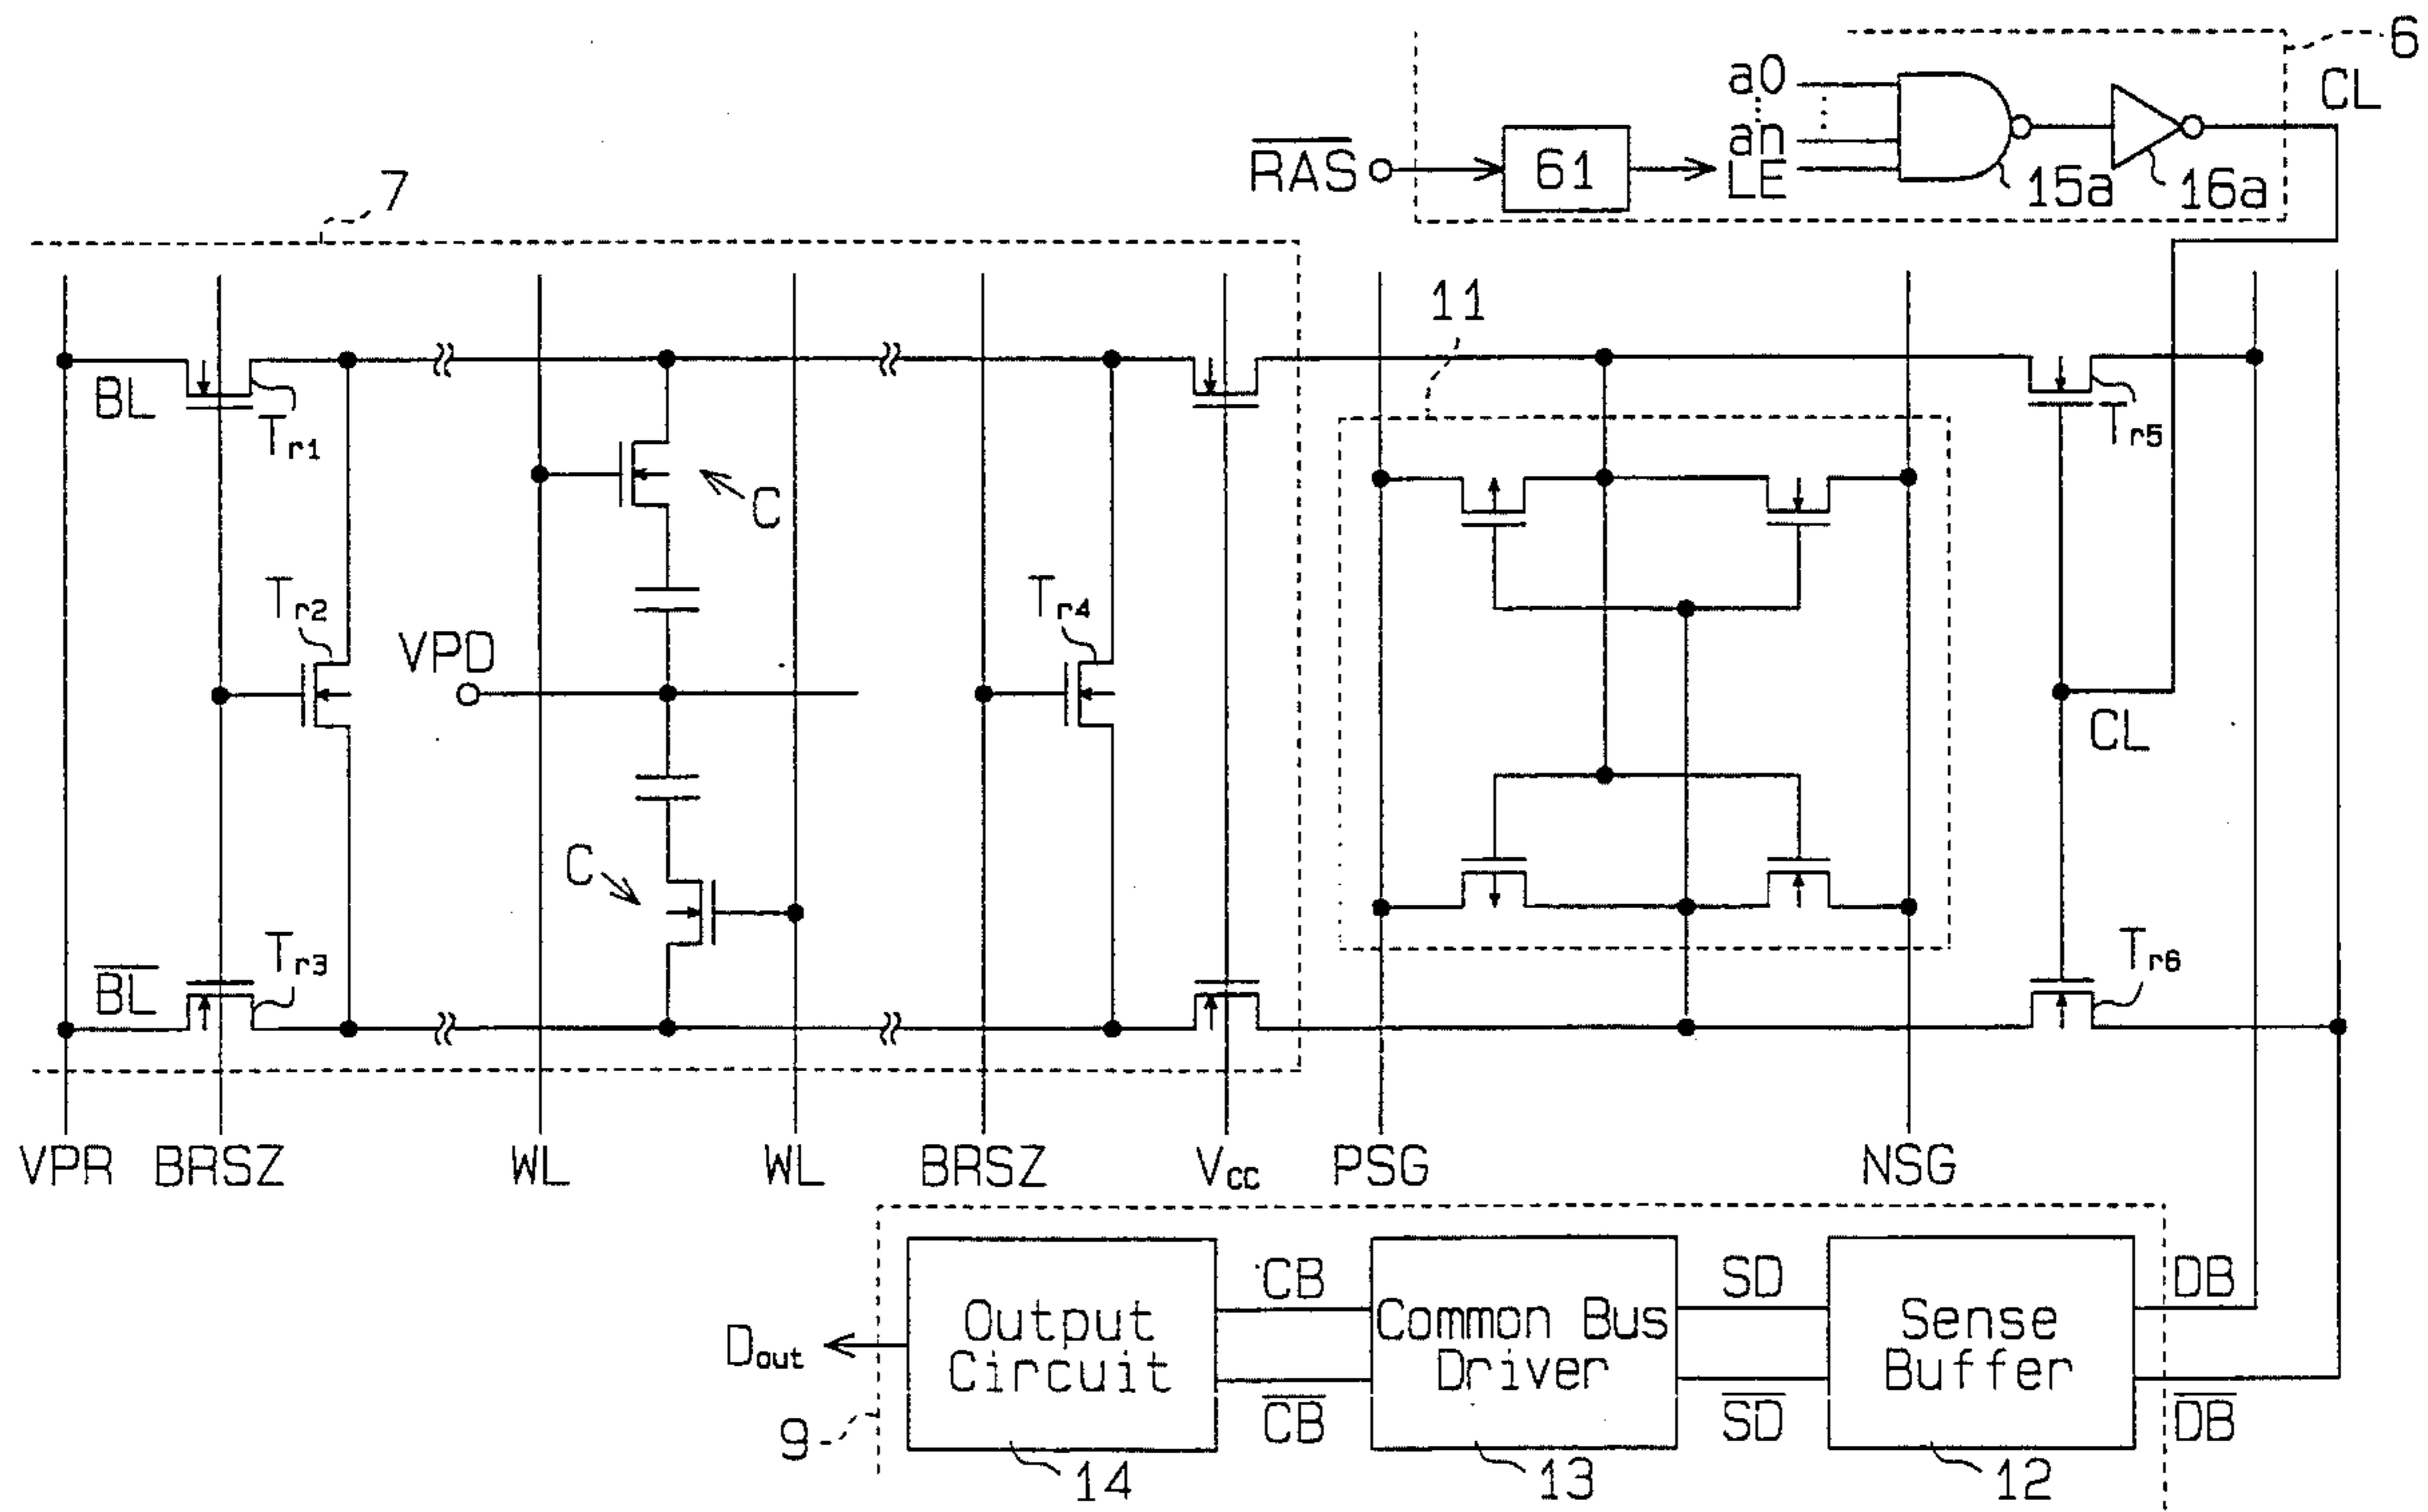 6
a0
CL
an
RAS
61
LE
15a
16a
7
11
BL
Tr1
Tr5
C
Tr2
Tr4
VPD
CL
C
BL
Tr3
Tr6
VPR
BRSZ
WL
WL
BRSZ
Vcc
PSG
NSG
Output
Circuit
CB
CB
Common Bus
Driver
SD
SD
Sense
Buffer
DB
DB
Dout
9
14
13
12